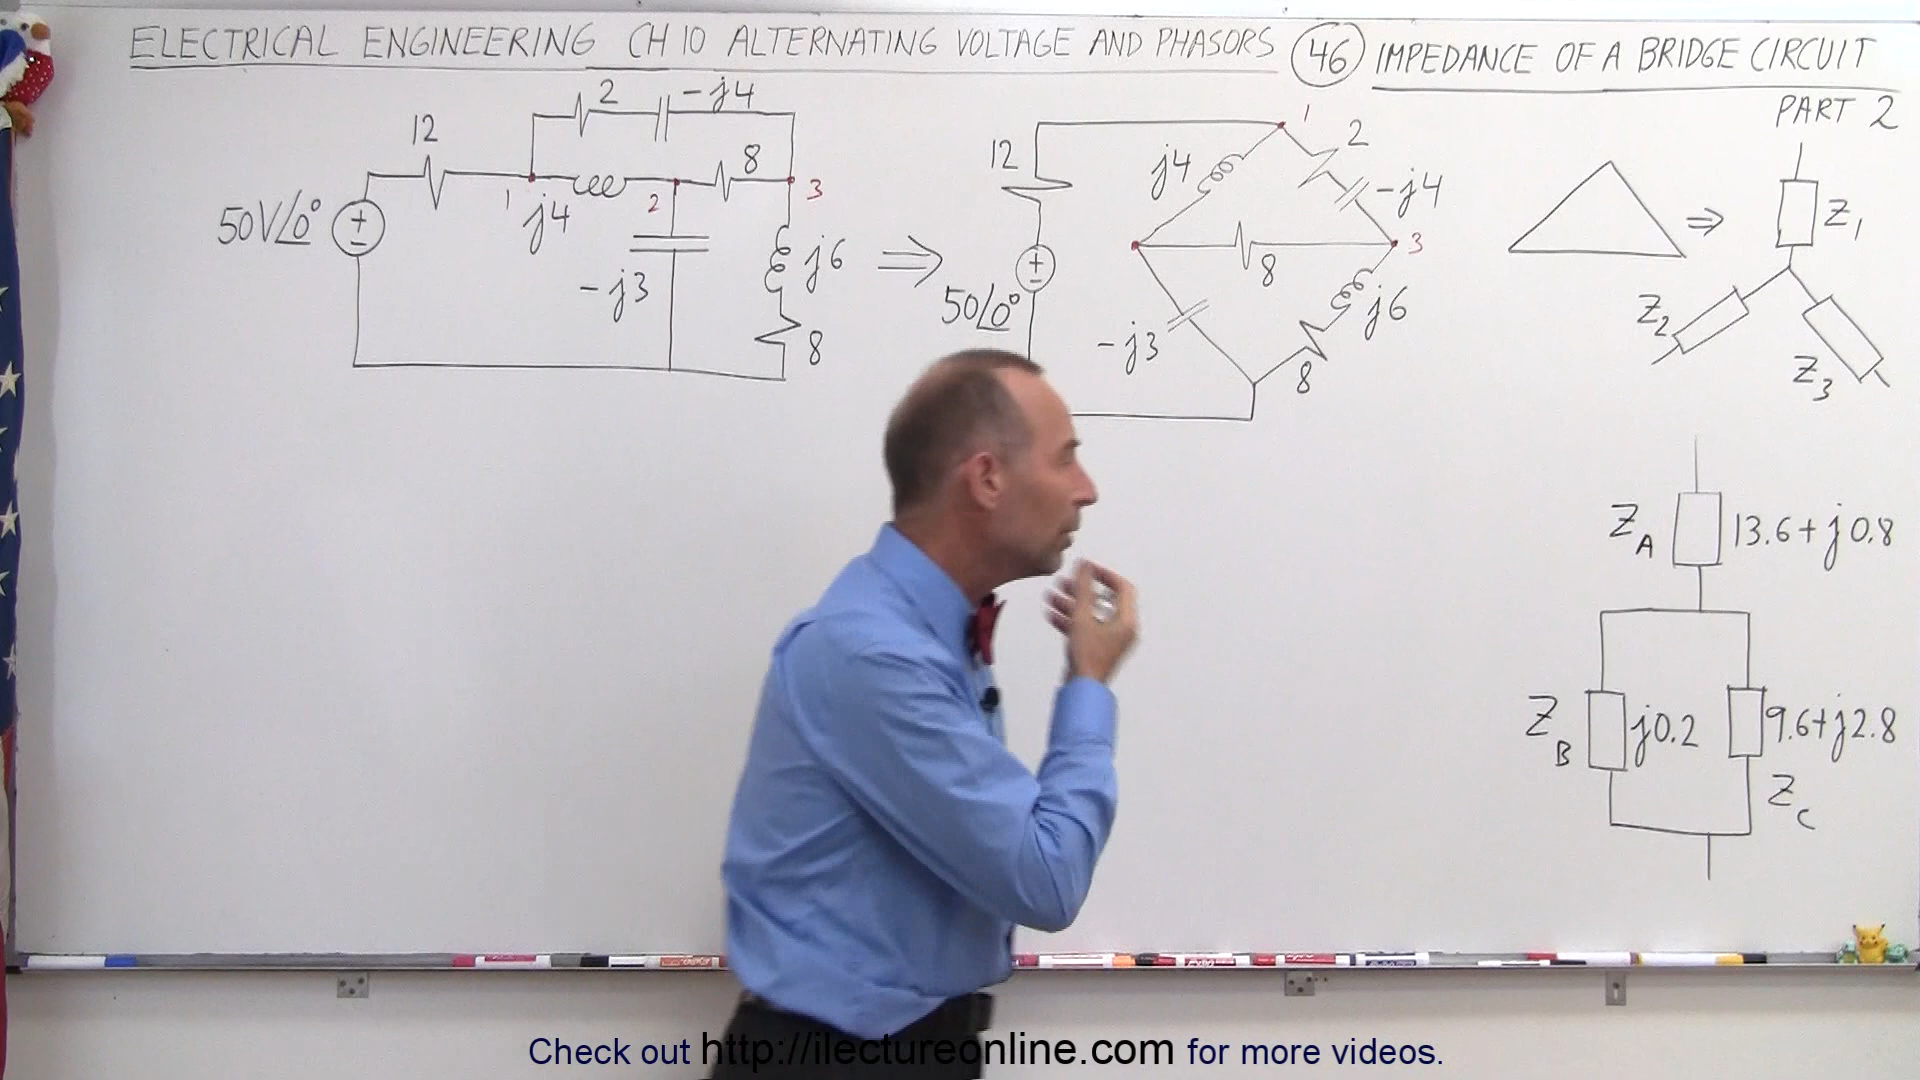 ELECTRICAL ENGINEERING CH 10 ALTERNATING VOLTAGE AND PHASORS 46 IMPEDANCE OF A BRIDGE CIRCUIT
PART 2
12
2
-j4
8
50V/0°
+
-
1
j4
2
3
-j3
j6
8
⇒
12
50/0°
+
-
1
j4
2
-j4
3
8
-j3
j6
8
⇒
Z1
Z2
Z3
ZA 13.6+j0.8
ZB j0.2
9.6+j2.8
ZC
Check out http://ilectureonline.com for more videos.